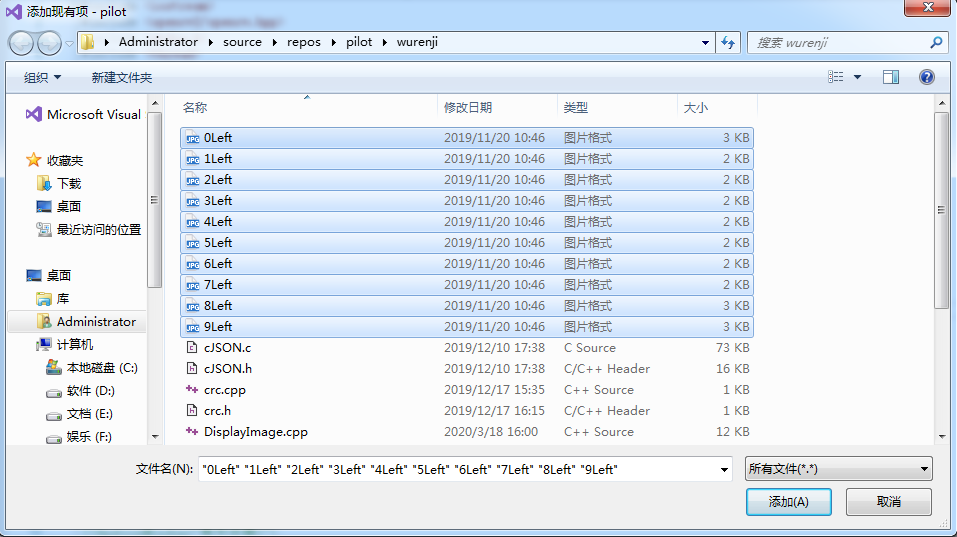 添加现有项 - pilot
Administrator source repos pilot wurenji 搜索 wurenji
组织 新建文件夹
Microsoft Visual
收藏夹
下载
桌面
最近访问的位置
桌面
库
Administrator
计算机
本地磁盘 (C:)
软件 (D:)
文档 (E:)
娱乐 (F:)
名称 修改日期 类型 大小
JPG 0Left 2019/11/20 10:46 图片格式 3 KB
JPG 1Left 2019/11/20 10:46 图片格式 2 KB
JPG 2Left 2019/11/20 10:46 图片格式 2 KB
JPG 3Left 2019/11/20 10:46 图片格式 2 KB
JPG 4Left 2019/11/20 10:46 图片格式 2 KB
JPG 5Left 2019/11/20 10:46 图片格式 2 KB
JPG 6Left 2019/11/20 10:46 图片格式 2 KB
JPG 7Left 2019/11/20 10:46 图片格式 2 KB
JPG 8Left 2019/11/20 10:46 图片格式 3 KB
JPG 9Left 2019/11/20 10:46 图片格式 3 KB
cJSON.c 2019/12/10 17:38 C Source 73 KB
cJSON.h 2019/12/10 17:38 C/C++ Header 16 KB
crc.cpp 2019/12/17 15:35 C++ Source 1 KB
crc.h 2019/12/17 16:15 C/C++ Header 1 KB
DisplayImage.cpp 2020/3/18 16:00 C++ Source 12 KB
文件名(N): "0Left" "1Left" "2Left" "3Left" "4Left" "5Left" "6Left" "7Left" "8Left" "9Left" 所有文件(*.*)
添加(A) 取消